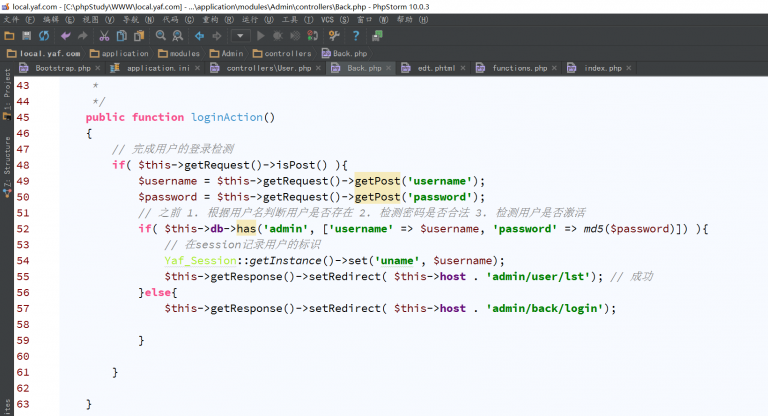 local.yaf.com - [C:\phpStudy\WWW\local.yaf.com] - ...\application\modules\Admin\controllers\Back.php - PhpStorm 10.0.3
文件(F) 编辑(E) 视图(V) 导航(N) 代码(C) 重构(R) 运行(U) 工具(T) VCS(S) 窗口(W) 帮助(H)
local.yaf.com application modules Admin controllers Back.php
Bootstrap.php × application.ini × controllers\User.php × Back.php × edt.phtml × functions.php × index.php ×
1: Project
Z: Structure
ites
43 *
44 */
45 public function loginAction()
46 {
47 // 完成用户的登录检测
48 if( $this->getRequest()->isPost() ){
49 $username = $this->getRequest()->getPost('username');
50 $password = $this->getRequest()->getPost('password');
51 // 之前 1. 根据用户名判断用户是否存在 2. 检测密码是否合法 3. 检测用户是否激活
52 if( $this->db->has('admin', ['username' => $username, 'password' => md5($password)]) ){
53 // 在session记录用户的标识
54 Yaf_Session::getInstance()->set('uname', $username);
55 $this->getResponse()->setRedirect( $this->host . 'admin/user/lst'); // 成功
56 }else{
57 $this->getResponse()->setRedirect( $this->host . 'admin/back/login');
58
59 }
60
61 }
62
63 }